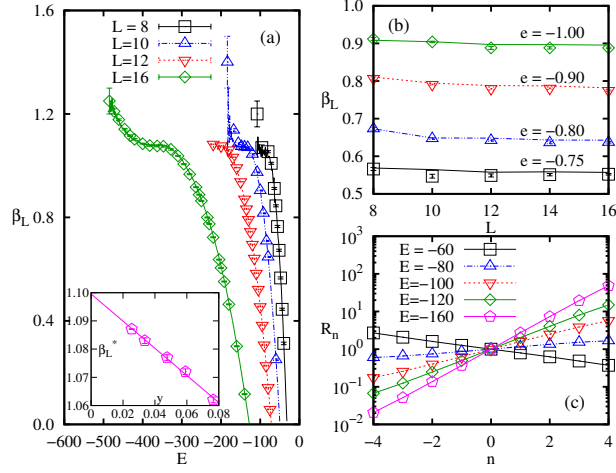 1.6
1.2
0.8
0.4
0.0
β_L
−600 −500 −400 −300 −200 −100 0
E
L = 8
L=10
L=12
L=16
(a)
1.10
1.09
1.08
1.07
1.06
β_L*
0 0.02 0.04 0.06 0.08
y
1.0
0.9
0.8
0.7
0.6
0.5
β_L
(b)
e = −1.00
e = −0.90
e = −0.80
e = −0.75
8 10 12 14 16
L
10^3
10^2
10^1
10^0
10^−1
10^−2
R_n
E = −60
E = −80
E=−100
E=−120
E=−160
(c)
−4 −2 0 2 4
n